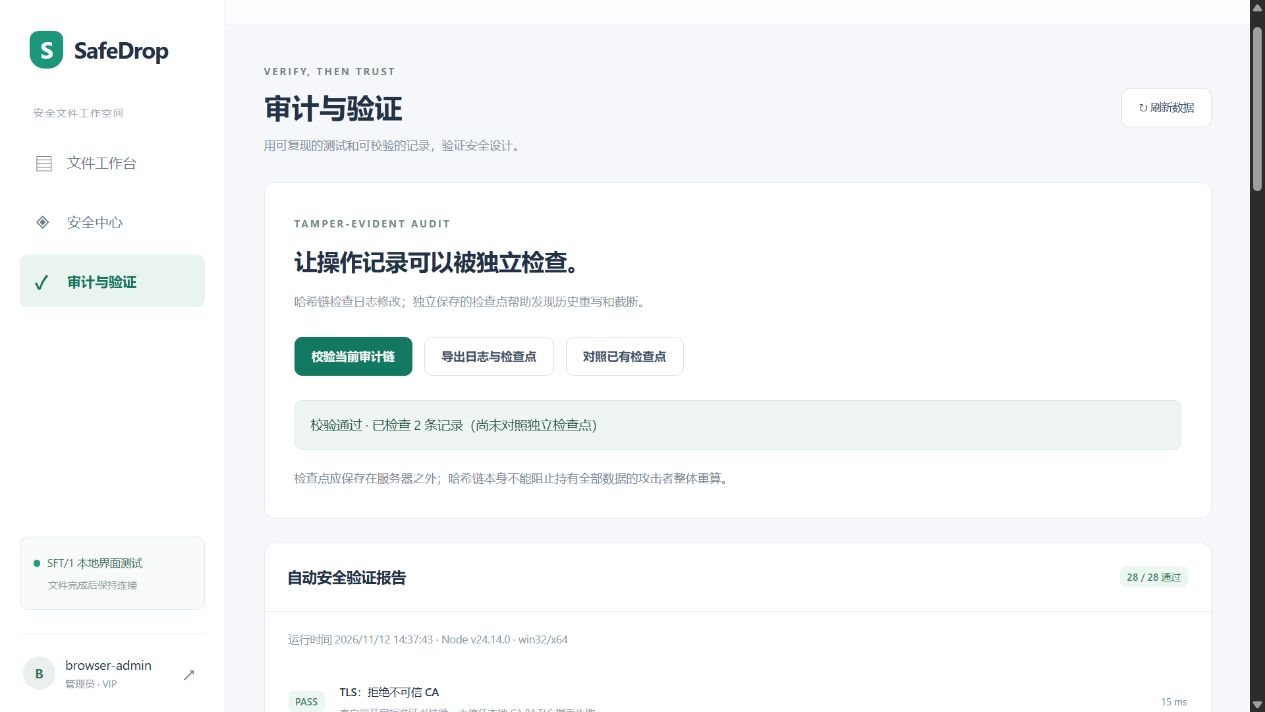 S SafeDrop
安全文件工作空间
文件工作台
安全中心
审计与验证
SFT/1 本地界面测试
文件完成后保持连接
B
browser-admin
管理员 · VIP
VERIFY, THEN TRUST
审计与验证
用可复现的测试和可校验的记录，验证安全设计。
↻ 刷新数据
TAMPER-EVIDENT AUDIT
让操作记录可以被独立检查。
哈希链检查日志修改；独立保存的检查点帮助发现历史重写和截断。
校验当前审计链
导出日志与检查点
对照已有检查点
校验通过 · 已检查 2 条记录（尚未对照独立检查点）
检查点应保存在服务器之外；哈希链本身不能阻止持有全部数据的攻击者整体重算。
自动安全验证报告
28 / 28 通过
运行时间 2026/11/12 14:37:43 · Node v24.14.0 · win32/x64
PASS
TLS：拒绝不可信 CA
15 ms